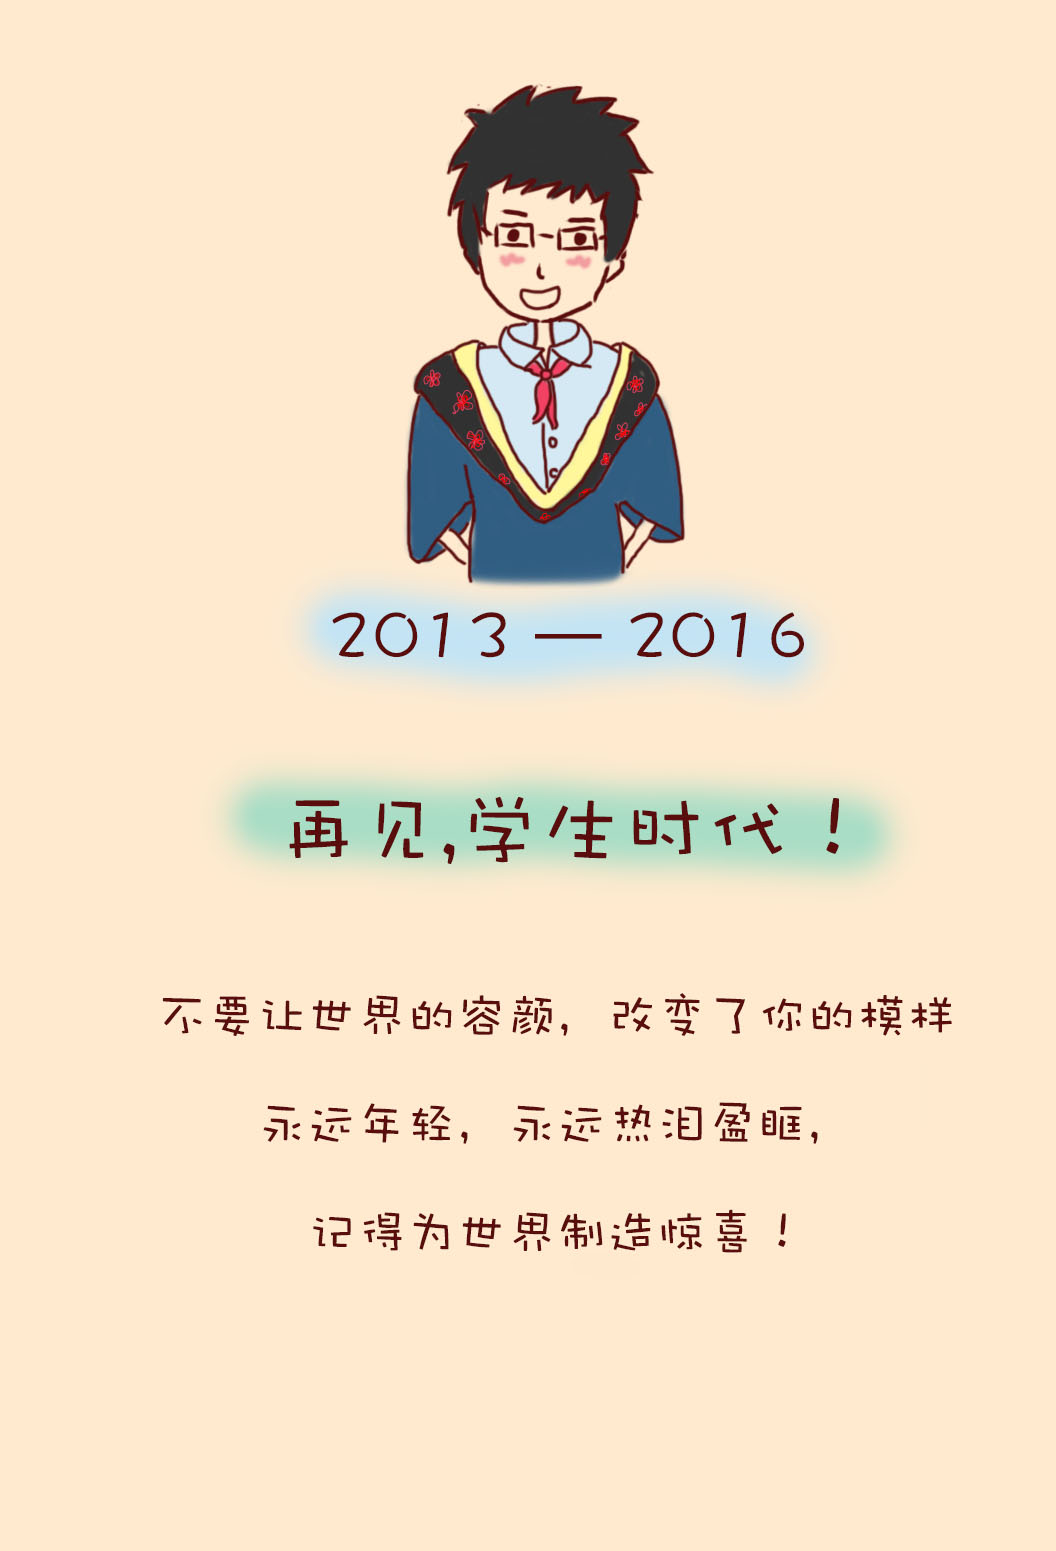 2013 — 2016
再见,学生时代！
不要让世界的容颜，改变了你的模样
永远年轻，永远热泪盈眶，
记得为世界制造惊喜！